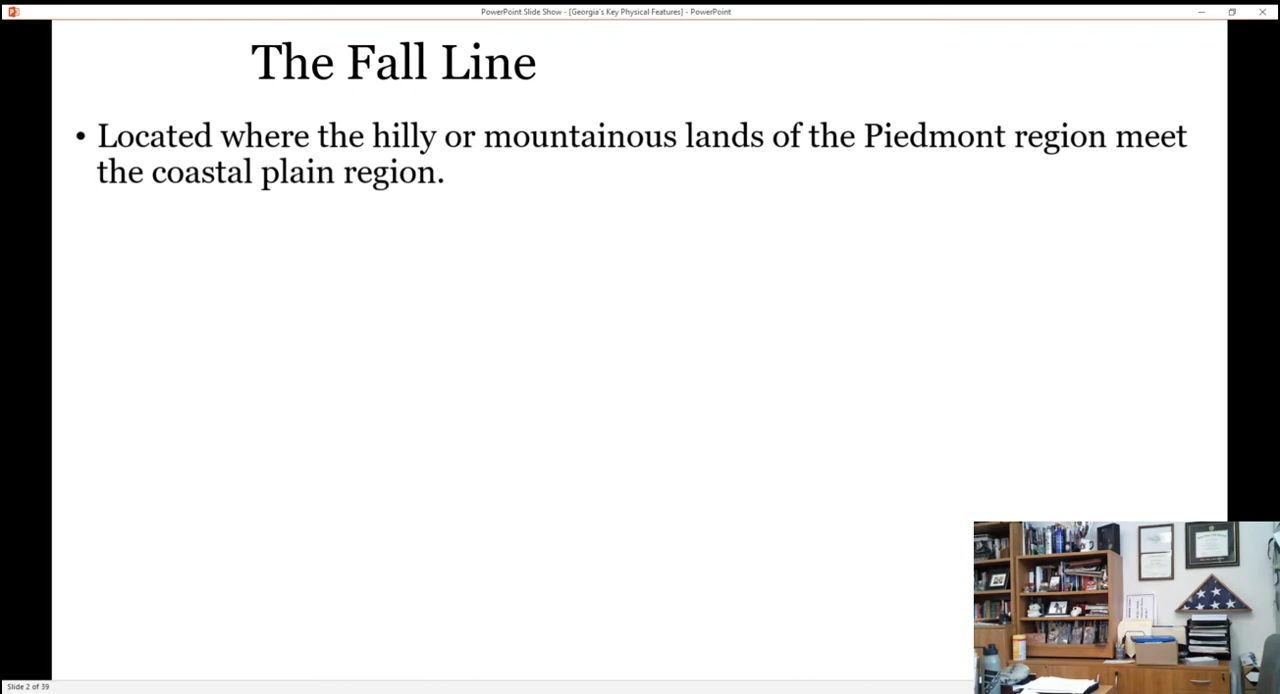 PowerPoint Slide Show - [Georgia's Key Physical Features] - PowerPoint
The Fall Line
• Located where the hilly or mountainous lands of the Piedmont region meet
the coastal plain region.
Slide 2 of 39